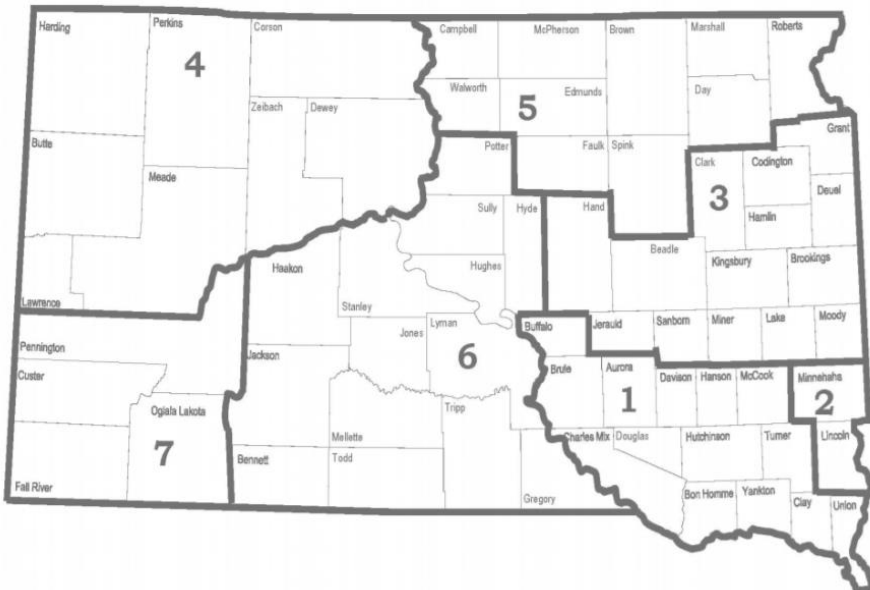 Harding Perkins Corson Campbell McPherson Brown Marshall Roberts
4
Walworth 5 Edmunds Day
Zeibach Dewey
Grant
Butte Potter Faulk Spink Clark Codington
Meade 3 Deuel
Sully Hyde Hand Hamlin
Beadle
Haakon Hughes Kingsbury Brookings
Lawrence Stanley
Jones Lyman Buffalo Jerauld Sanborn Miner Lake Moody
Pennington Jackson 6
Custer Brule Aurora Davison Hanson McCook Minnehaha
1 2
Oglala Lakota Tripp
7 Mellette Charles Mix Douglas Hutchinson Turner Lincoln
Bennett Todd
Fall River Gregory Bon Homme Yankton Clay Union